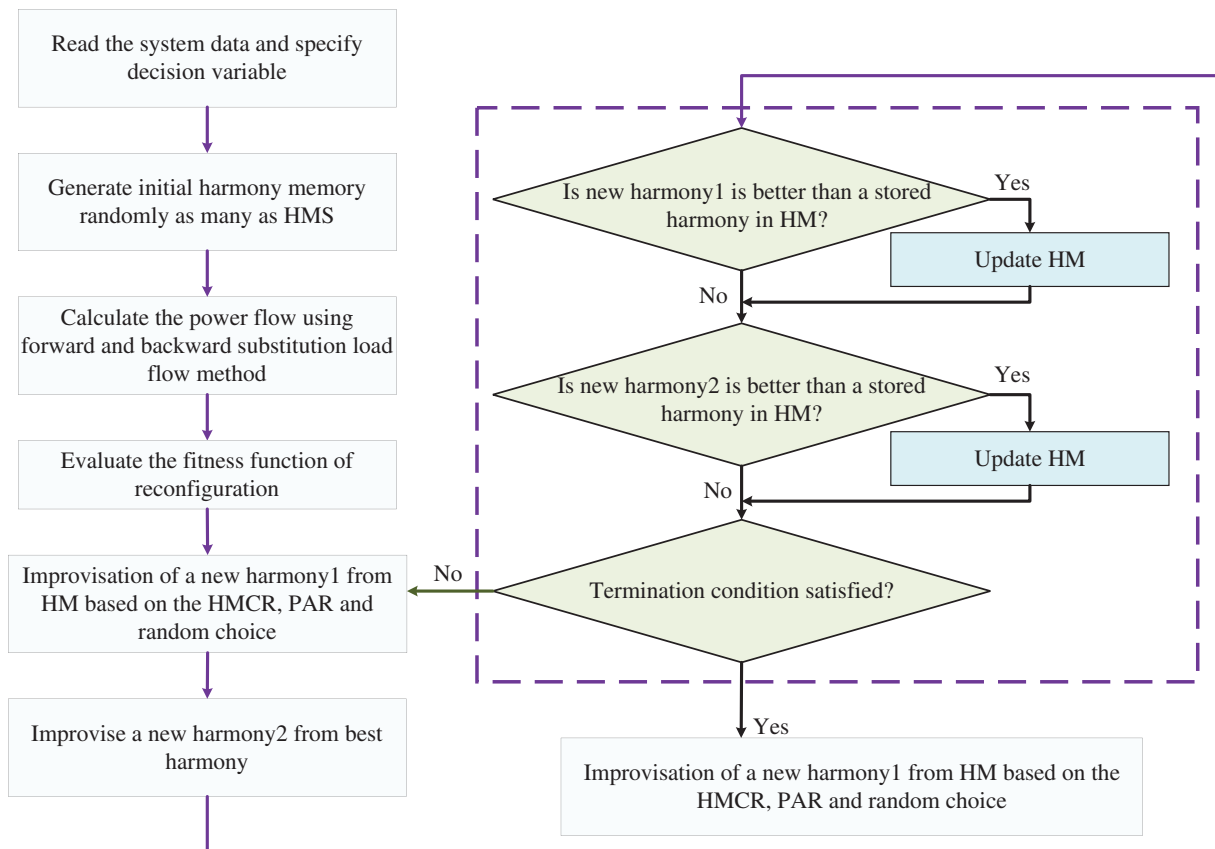 Read the system data and specify
decision variable
Generate initial harmony memory
randomly as many as HMS
Calculate the power flow using
forward and backward substitution load
flow method
Evaluate the fitness function of
reconfiguration
Improvisation of a new harmony1 from
HM based on the HMCR, PAR and
random choice
Improvise a new harmony2 from best
harmony
Is new harmony1 is better than a stored
harmony in HM?
Yes
Update HM
No
Is new harmony2 is better than a stored
harmony in HM?
Yes
Update HM
No
Termination condition satisfied?
No
Yes
Improvisation of a new harmony1 from HM based on the
HMCR, PAR and random choice